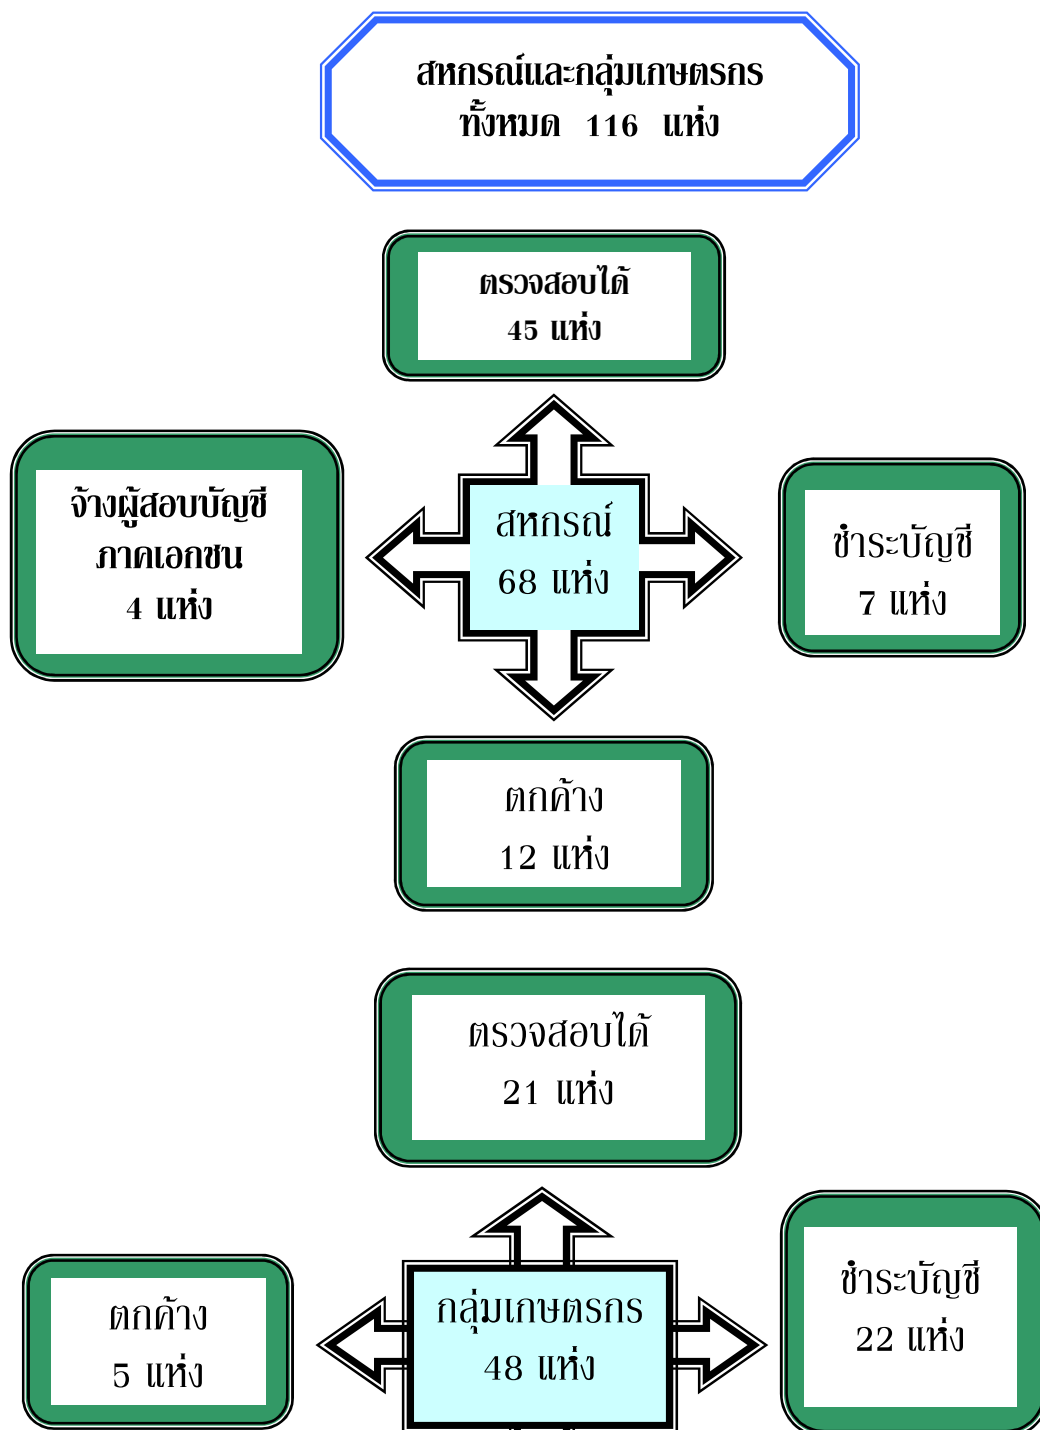 สหกรณ์และกลุ่มเกษตรกร
ทั้งหมด 116 แห่ง
ตรวจสอบได้
45 แห่ง
จ้างผู้สอบบัญชี
ภาคเอกชน
4 แห่ง
สหกรณ์
68 แห่ง
ชำระบัญชี
7 แห่ง
ตกค้าง
12 แห่ง
ตรวจสอบได้
21 แห่ง
ตกค้าง
5 แห่ง
กลุ่มเกษตรกร
48 แห่ง
ชำระบัญชี
22 แห่ง